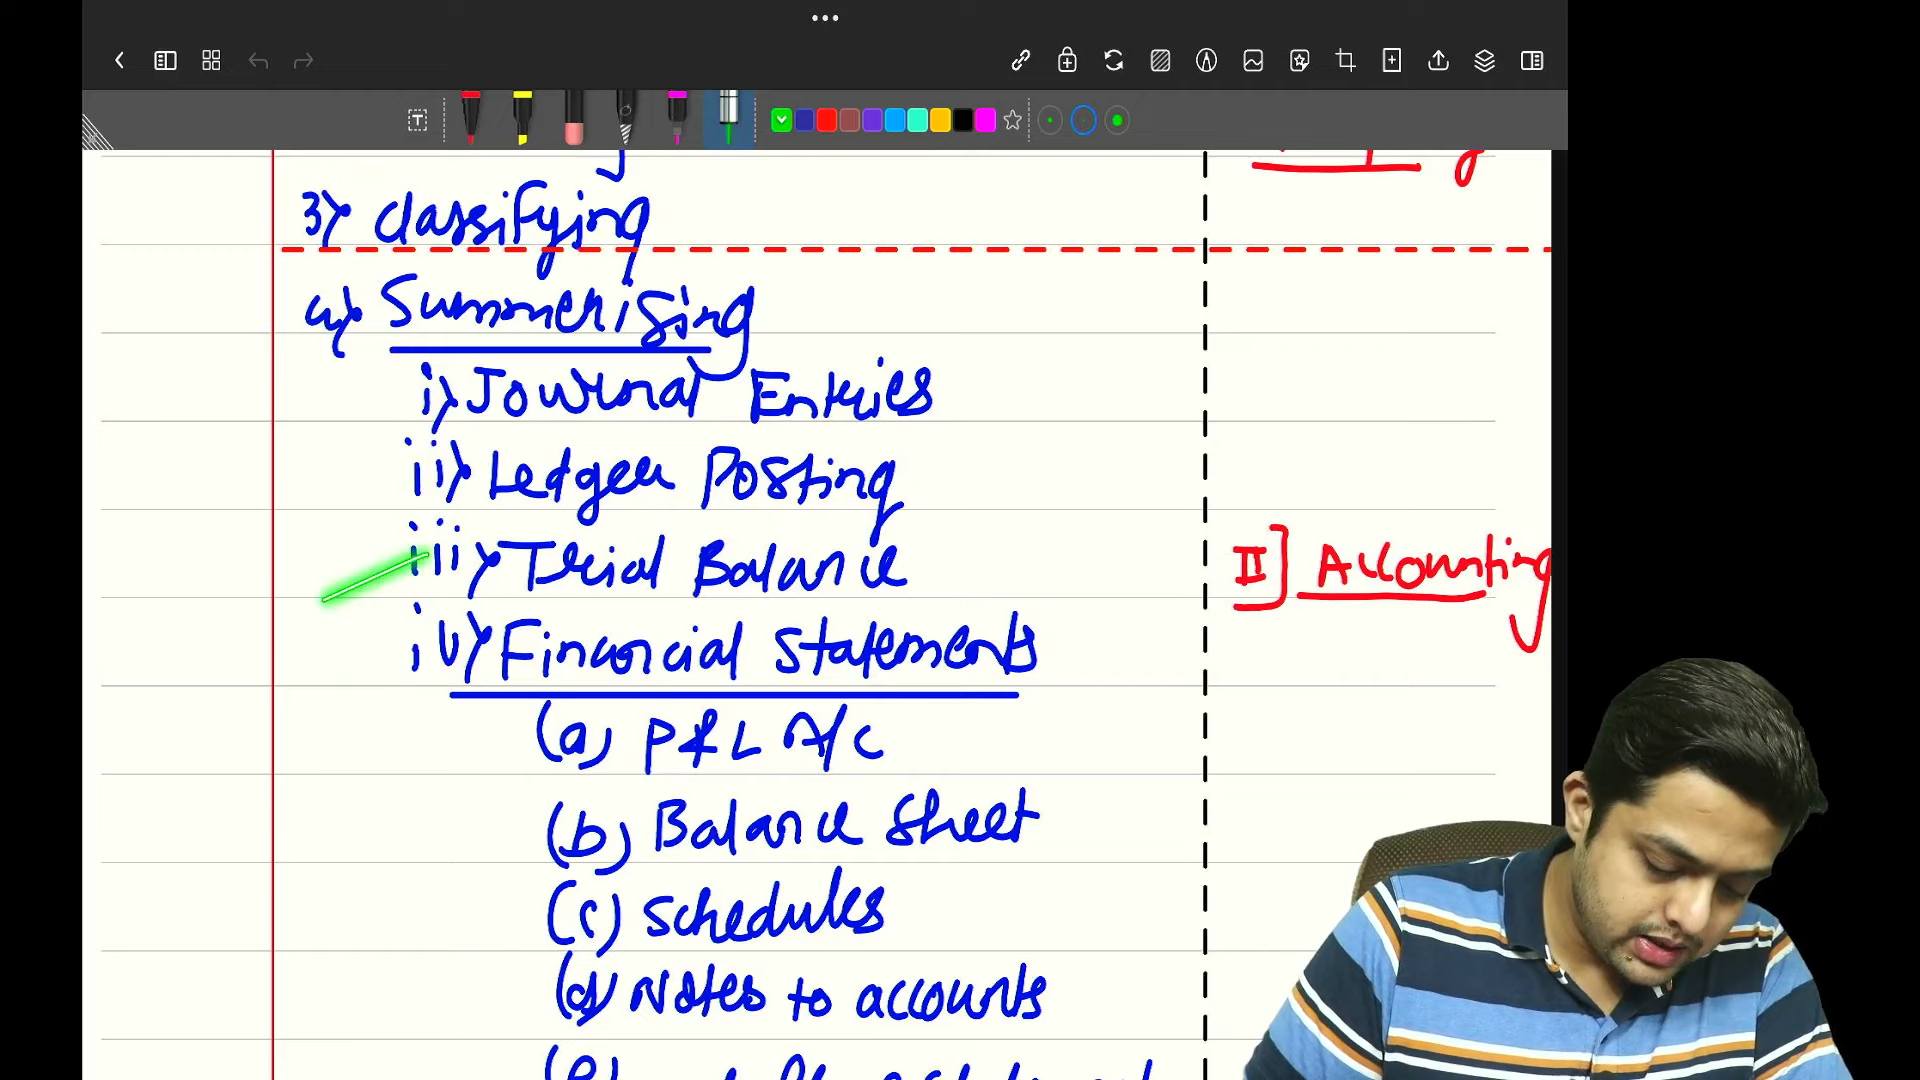 3) classifying
4) Summerising
i) Journal Entries
ii) Ledger Posting
iii) Trial Balance
II] Accounting
iv) Financial Statements
(a) P&L A/c
(b) Balance Sheet
(c) Schedules
(d) Notes to accounts